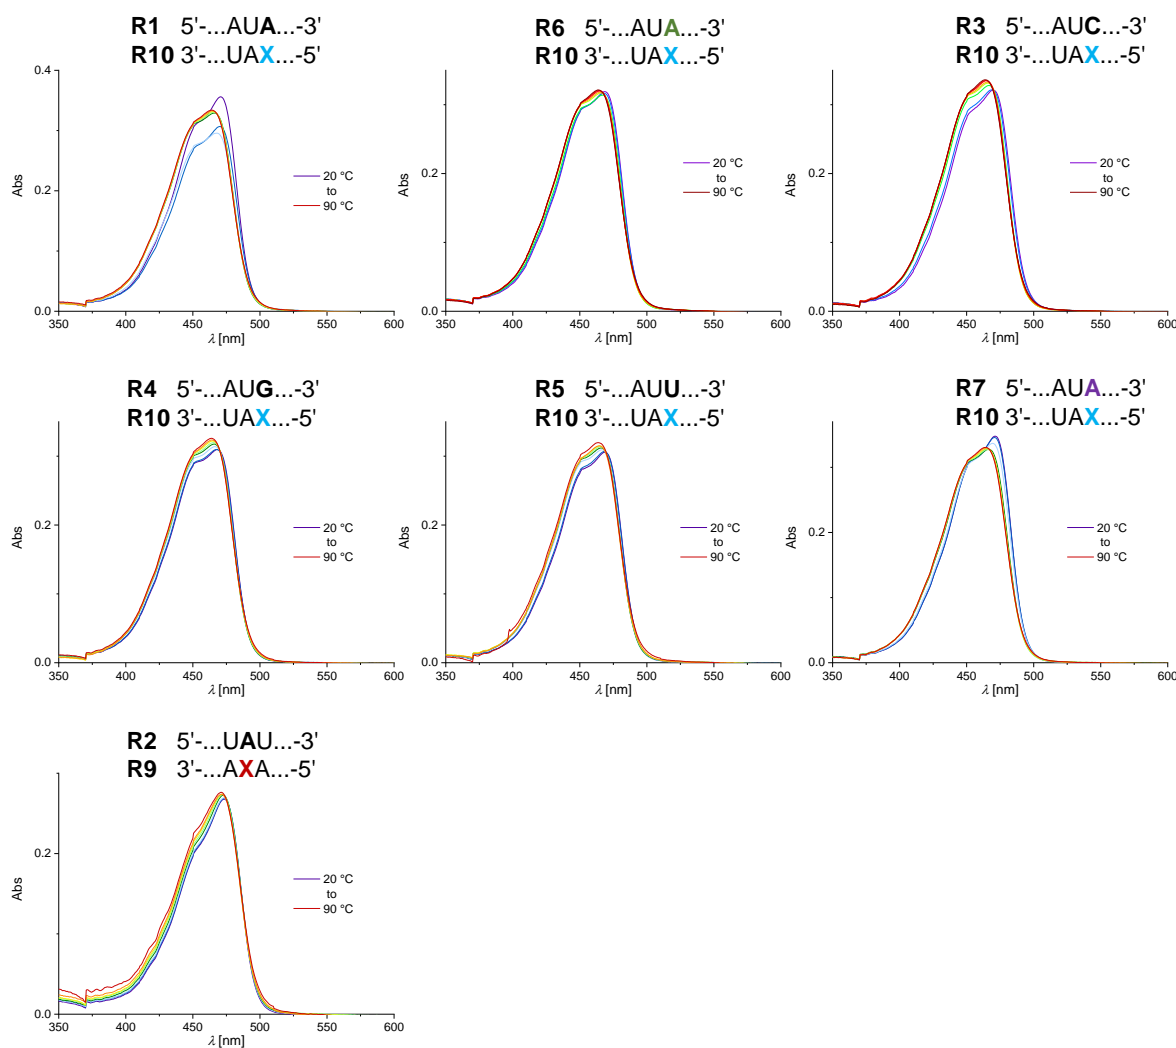 R1 5'-...AUA...-3'
R10 3'-...UAX...-5'
0.4
0.2
0.0
Abs
20 °C
to
90 °C
350 400 450 500 550 600
λ [nm]
R6 5'-...AUA...-3'
R10 3'-...UAX...-5'
0.2
0.0
Abs
20 °C
to
90 °C
350 400 450 500 550 600
λ [nm]
R3 5'-...AUC...-3'
R10 3'-...UAX...-5'
0.2
0.0
Abs
20 °C
to
90 °C
350 400 450 500 550 600
λ [nm]
R4 5'-...AUG...-3'
R10 3'-...UAX...-5'
0.2
0.0
Abs
20 °C
to
90 °C
350 400 450 500 550 600
λ [nm]
R5 5'-...AUU...-3'
R10 3'-...UAX...-5'
0.2
0.0
Abs
20 °C
to
90 °C
350 400 450 500 550 600
λ [nm]
R7 5'-...AUA...-3'
R10 3'-...UAX...-5'
0.2
0.0
Abs
20 °C
to
90 °C
350 400 450 500 550 600
λ [nm]
R2 5'-...UAU...-3'
R9 3'-...AXA...-5'
0.2
0.0
Abs
20 °C
to
90 °C
350 400 450 500 550 600
λ [nm]